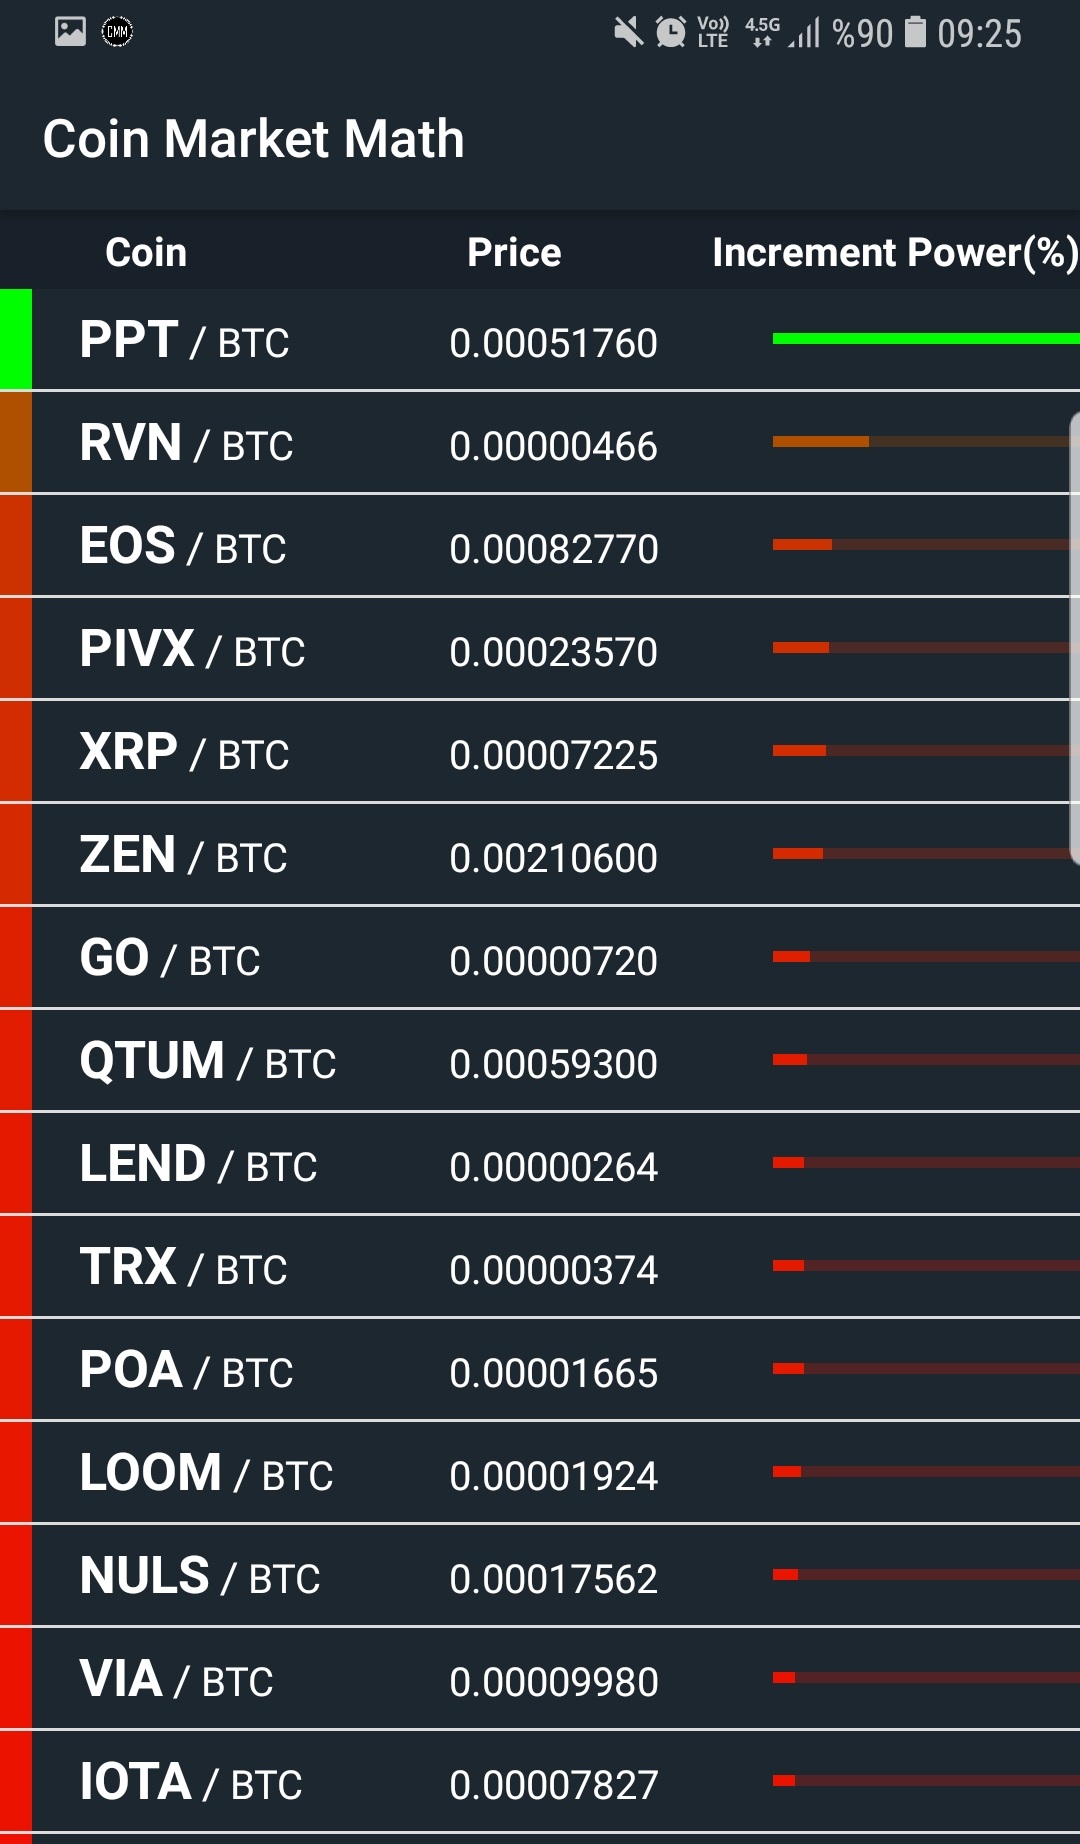 CMM Vo)) LTE 4.5G %90 09:25
Coin Market Math
Coin Price Increment Power(%)
PPT / BTC 0.00051760
RVN / BTC 0.00000466
EOS / BTC 0.00082770
PIVX / BTC 0.00023570
XRP / BTC 0.00007225
ZEN / BTC 0.00210600
GO / BTC 0.00000720
QTUM / BTC 0.00059300
LEND / BTC 0.00000264
TRX / BTC 0.00000374
POA / BTC 0.00001665
LOOM / BTC 0.00001924
NULS / BTC 0.00017562
VIA / BTC 0.00009980
IOTA / BTC 0.00007827